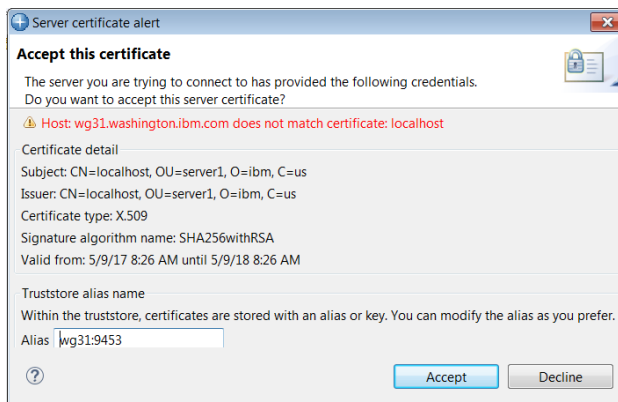 Server certificate alert
Accept this certificate
The server you are trying to connect to has provided the following credentials.
Do you want to accept this server certificate?
Host: wg31.washington.ibm.com does not match certificate: localhost
Certificate detail
Subject: CN=localhost, OU=server1, O=ibm, C=us
Issuer: CN=localhost, OU=server1, O=ibm, C=us
Certificate type: X.509
Signature algorithm name: SHA256withRSA
Valid from: 5/9/17 8:26 AM until 5/9/18 8:26 AM
Truststore alias name
Within the truststore, certificates are stored with an alias or key. You can modify the alias as you prefer.
Alias wg31:9453
? Accept Decline